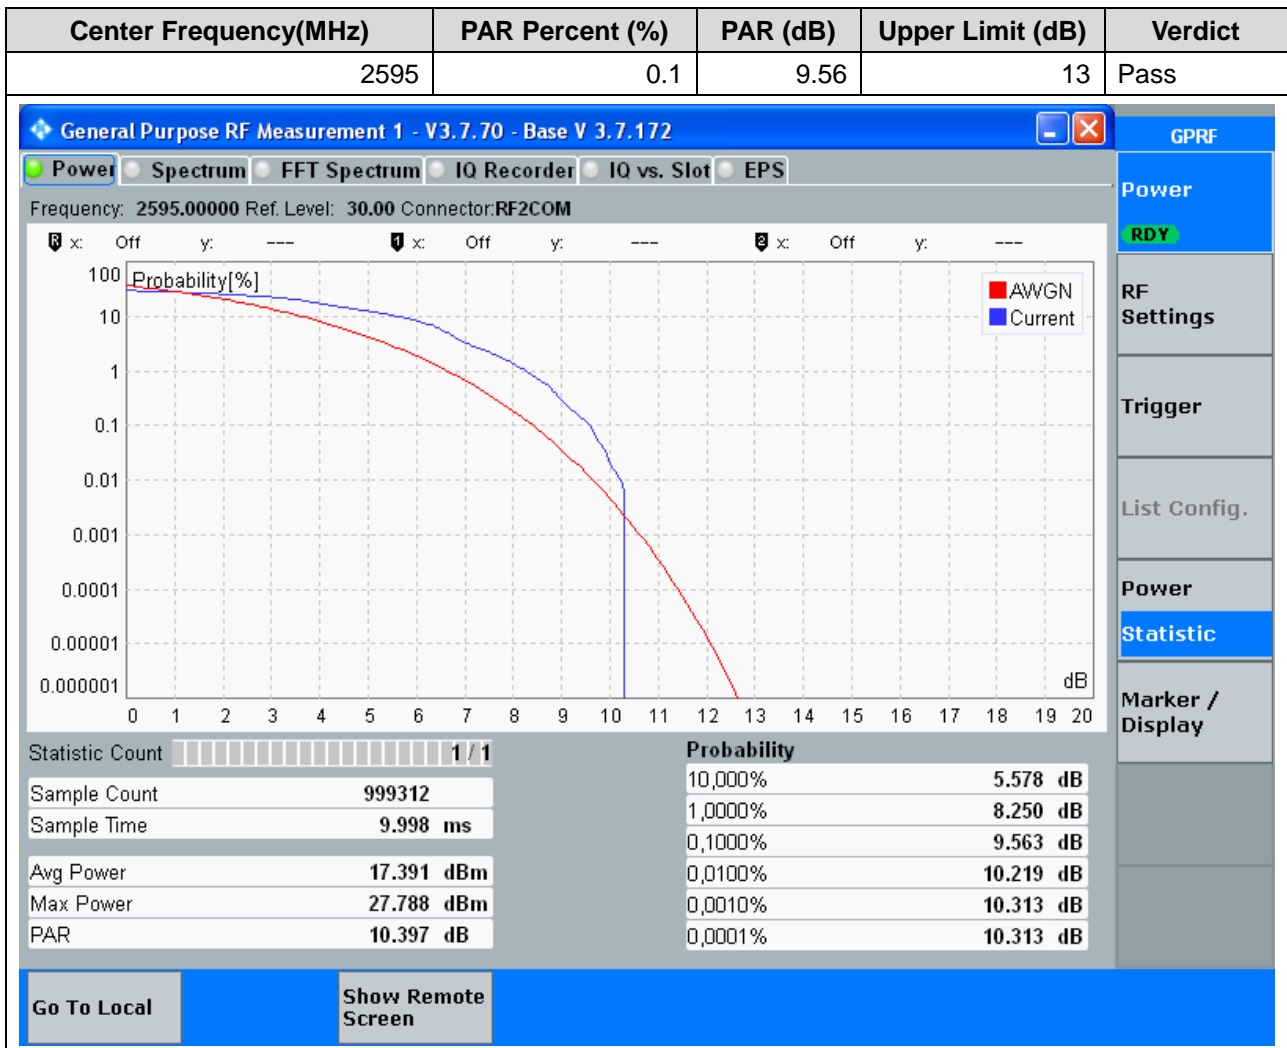 Center Frequency(MHz) PAR Percent (%) PAR (dB) Upper Limit (dB) Verdict
2595 0.1 9.56 13 Pass
General Purpose RF Measurement 1 - V3.7.70 - Base V 3.7.172
GPRF
Power Spectrum FFT Spectrum IQ Recorder IQ vs. Slot EPS
Power
RDY
Frequency: 2595.00000 Ref. Level: 30.00 Connector:RF2COM
R x: Off y: --- 1 x: Off y: --- 2 x: Off y: ---
Probability[%]
AWGN
Current
100
10
1
0.1
0.01
0.001
0.0001
0.00001
0.000001
dB
0 1 2 3 4 5 6 7 8 9 10 11 12 13 14 15 16 17 18 19 20
RF
Settings
Trigger
List Config.
Power
Statistic
Marker /
Display
Statistic Count 1 / 1
Sample Count 999312
Sample Time 9.998 ms
Avg Power 17.391 dBm
Max Power 27.788 dBm
PAR 10.397 dB
Probability
10,000% 5.578 dB
1,0000% 8.250 dB
0,1000% 9.563 dB
0,0100% 10.219 dB
0,0010% 10.313 dB
0,0001% 10.313 dB
Go To Local
Show Remote
Screen